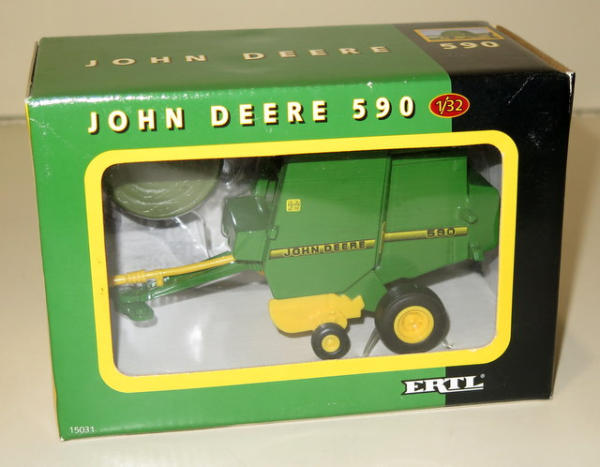 JOHN DEERE
590
JOHN DEERE 590
1/32
JOHN DEERE
590
ERTL
15031